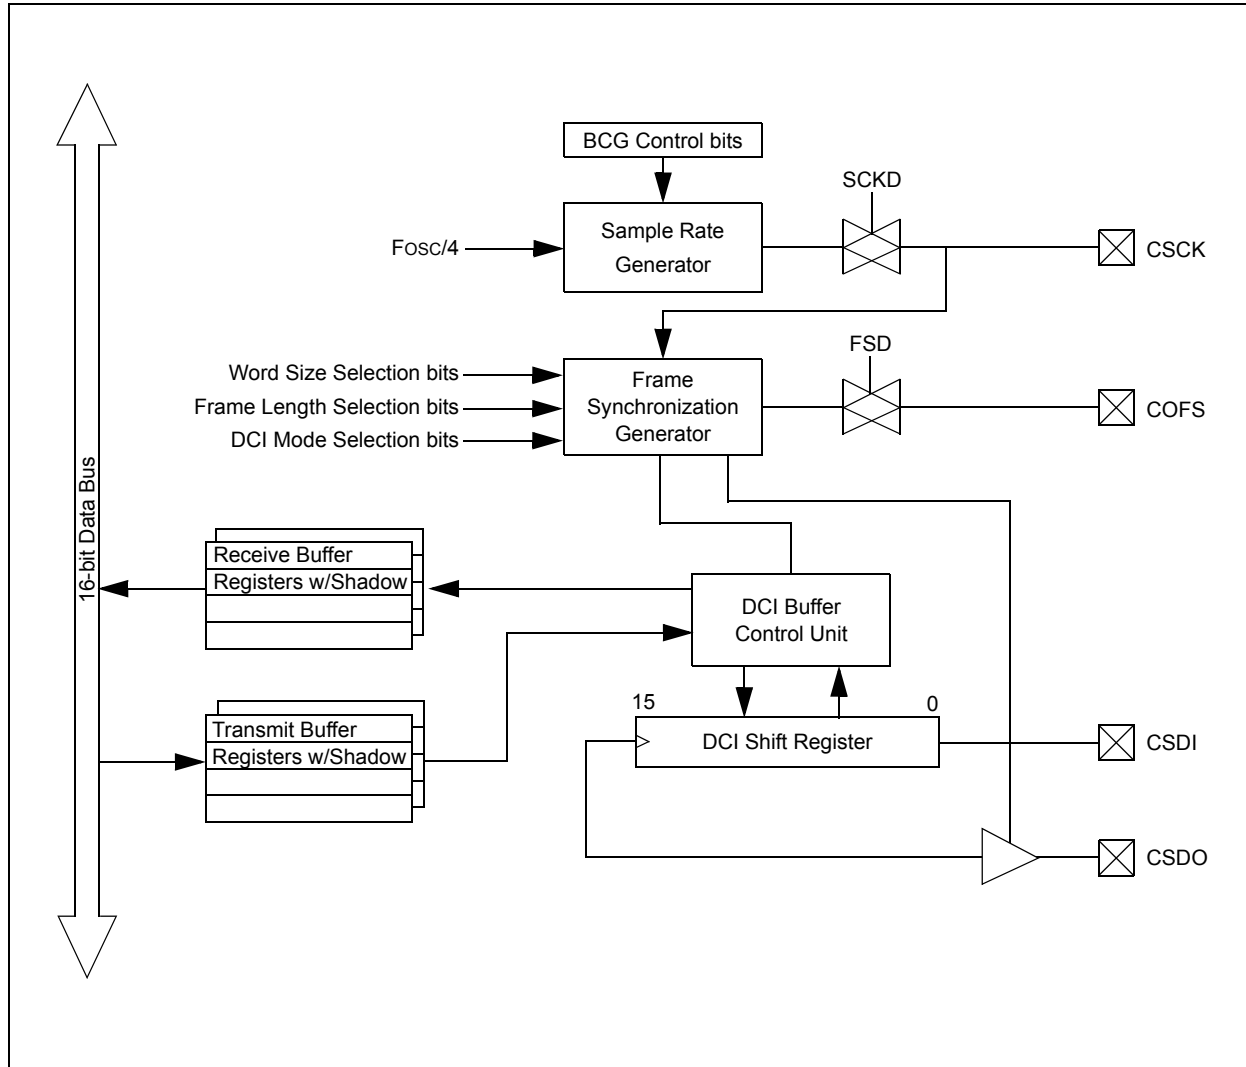 BCG Control bits
SCKD
Sample Rate
Generator
FOSC/4
CSCK
FSD
Word Size Selection bits
Frame Length Selection bits
DCI Mode Selection bits
Frame
Synchronization
Generator
COFS
16-bit Data Bus
Receive Buffer
Registers w/Shadow
DCI Buffer
Control Unit
15
0
Transmit Buffer
Registers w/Shadow
DCI Shift Register
CSDI
CSDO